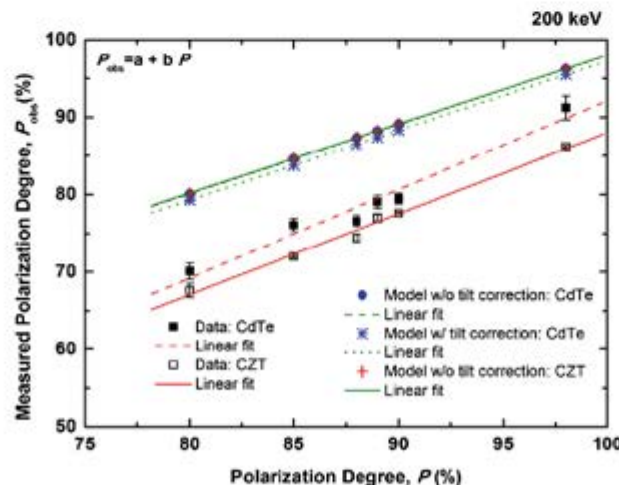 200 keV
100
P_obs=a + b P
90
80
70
60
50
75
80
85
90
95
100
Measured Polarization Degree, P_obs(%)
Polarization Degree, P(%)
Data: CdTe
Linear fit
Data: CZT
Linear fit
Model w/o tilt correction: CdTe
Linear fit
Model w/ tilt correction: CdTe
Linear fit
Model w/o tilt correction: CZT
Linear fit